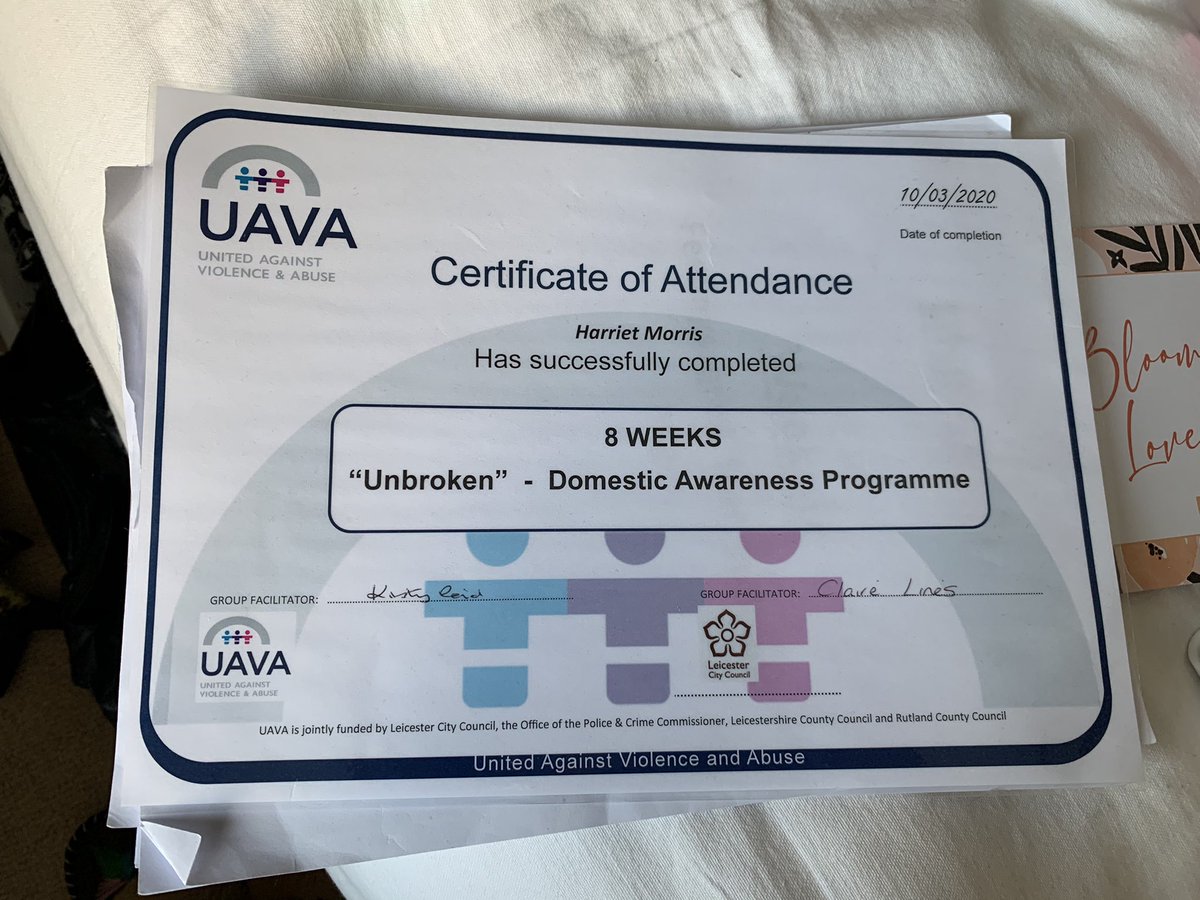 UAVA
UNITED AGAINST
VIOLENCE & ABUSE
10/03/2020
Date of completion
Certificate of Attendance
Harriet Morris
Has successfully completed
8 WEEKS
“Unbroken” - Domestic Awareness Programme
GROUP FACILITATOR:
GROUP FACILITATOR: Claire Lines
UAVA
UNITED AGAINST
VIOLENCE & ABUSE
Leicester
City Council
UAVA is jointly funded by Leicester City Council, the Office of the Police & Crime Commissioner, Leicestershire County Council and Rutland County Council
United Against Violence and Abuse
Bloom
Love